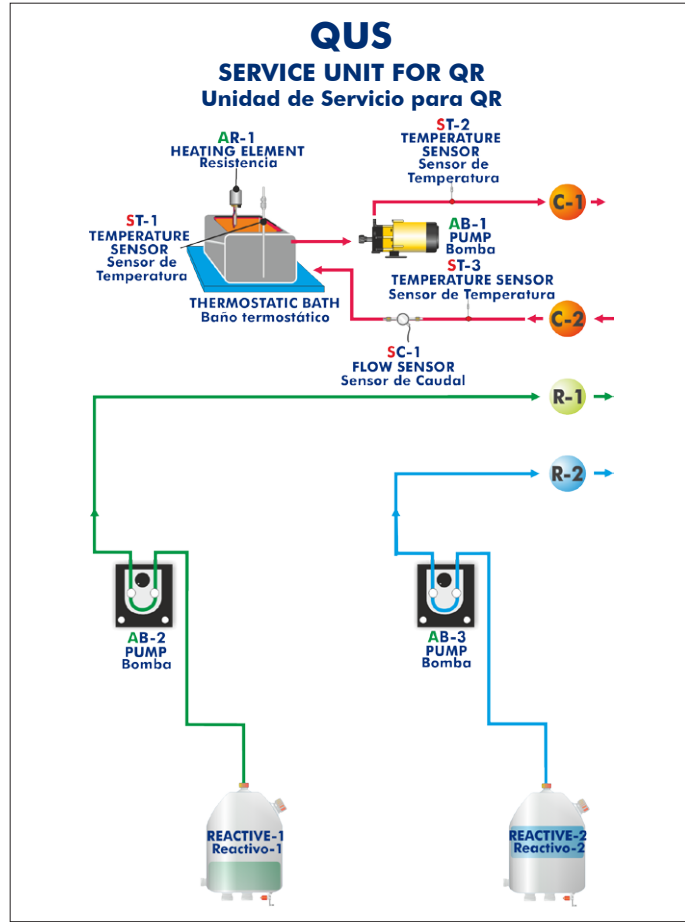 QUS
SERVICE UNIT FOR QR
Unidad de Servicio para QR
AR-1
HEATING ELEMENT
Resistencia
ST-2
TEMPERATURE
SENSOR
Sensor de
Temperatura
C-1
ST-1
TEMPERATURE
SENSOR
Sensor de
Temperatura
AB-1
PUMP
Bomba
ST-3
TEMPERATURE SENSOR
Sensor de Temperatura
THERMOSTATIC BATH
Baño termostático
C-2
SC-1
FLOW SENSOR
Sensor de Caudal
R-1
R-2
AB-2
PUMP
Bomba
AB-3
PUMP
Bomba
REACTIVE-1
Reactivo-1
REACTIVE-2
Reactivo-2